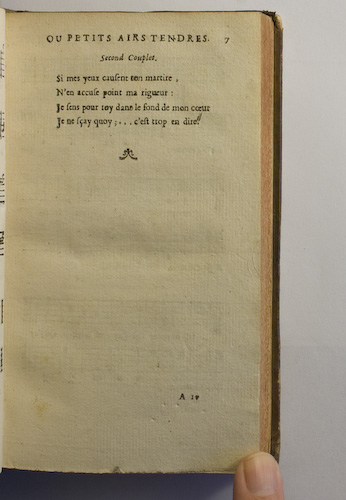 OU PETITS AIRS TENDRES. 7
Second Couplet.
Si mes yeux causent ton martire,
N'en accuse point ma rigueur :
Je sens pour toy dans le fond de mon cœur
Je ne sçay quoy ; . . . c'est trop en dire.
A iv